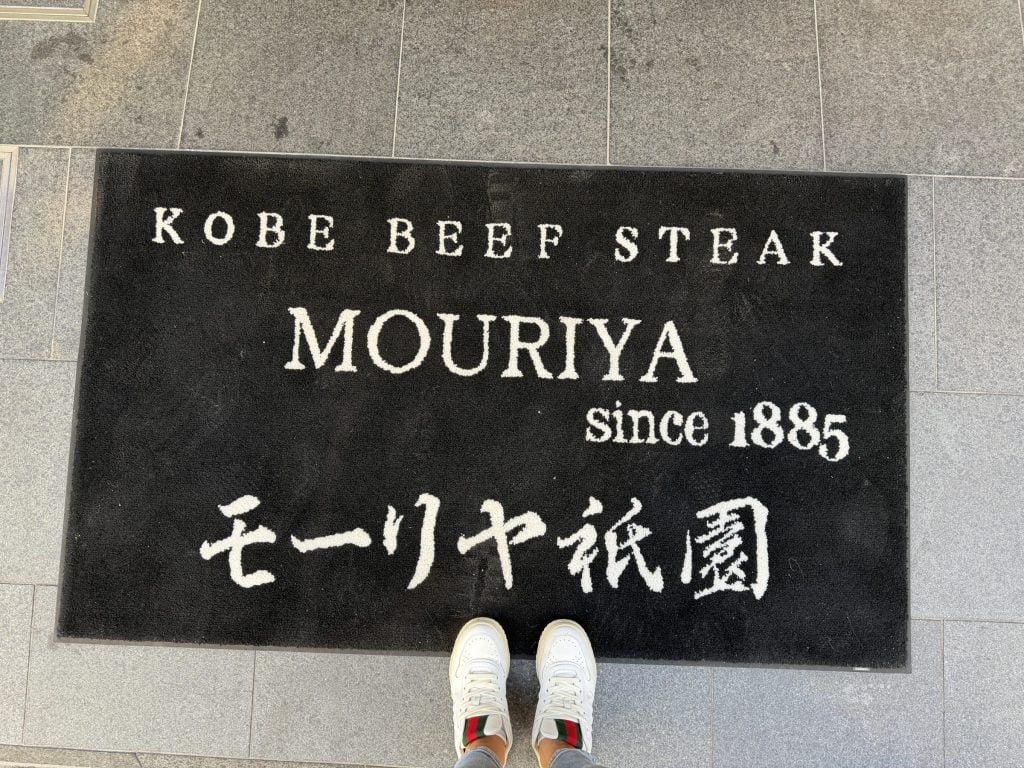 KOBE BEEF STEAK
MOURIYA
since 1885
モーリヤ祇園